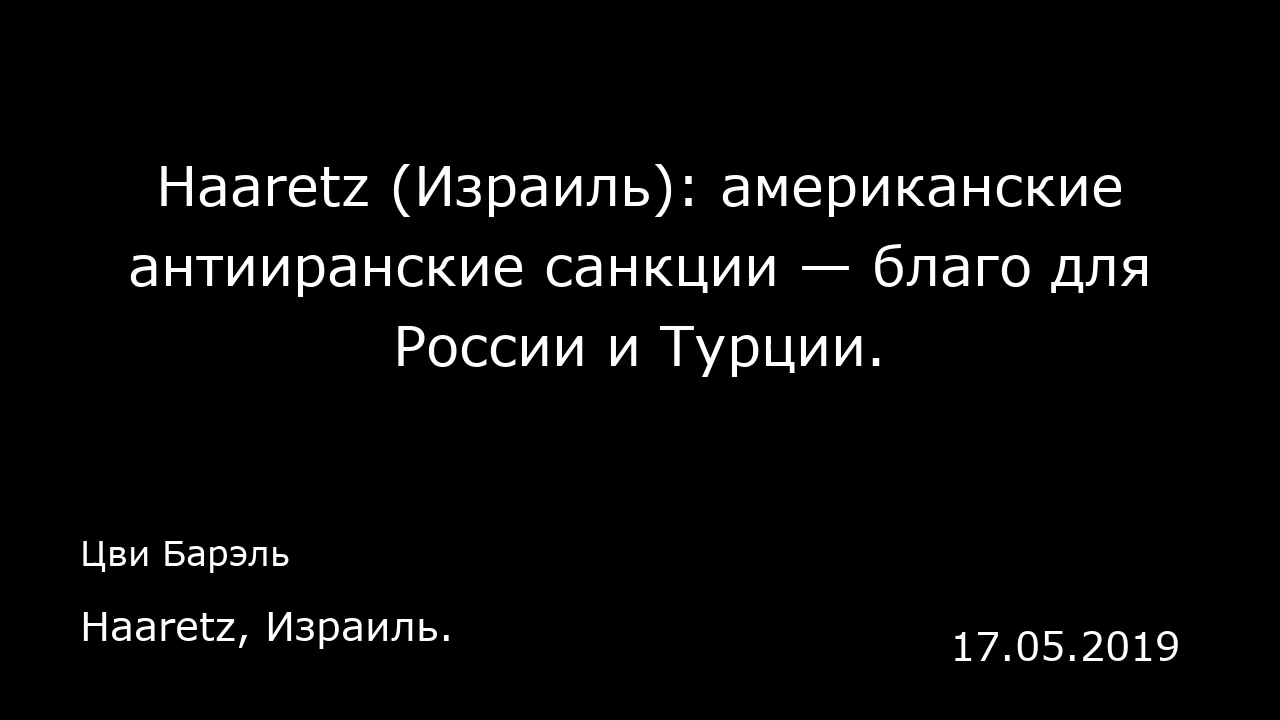 Haaretz (Израиль): американские
антииранские санкции — благо для
России и Турции.
Цви Барэль
Haaretz, Израиль.
17.05.2019